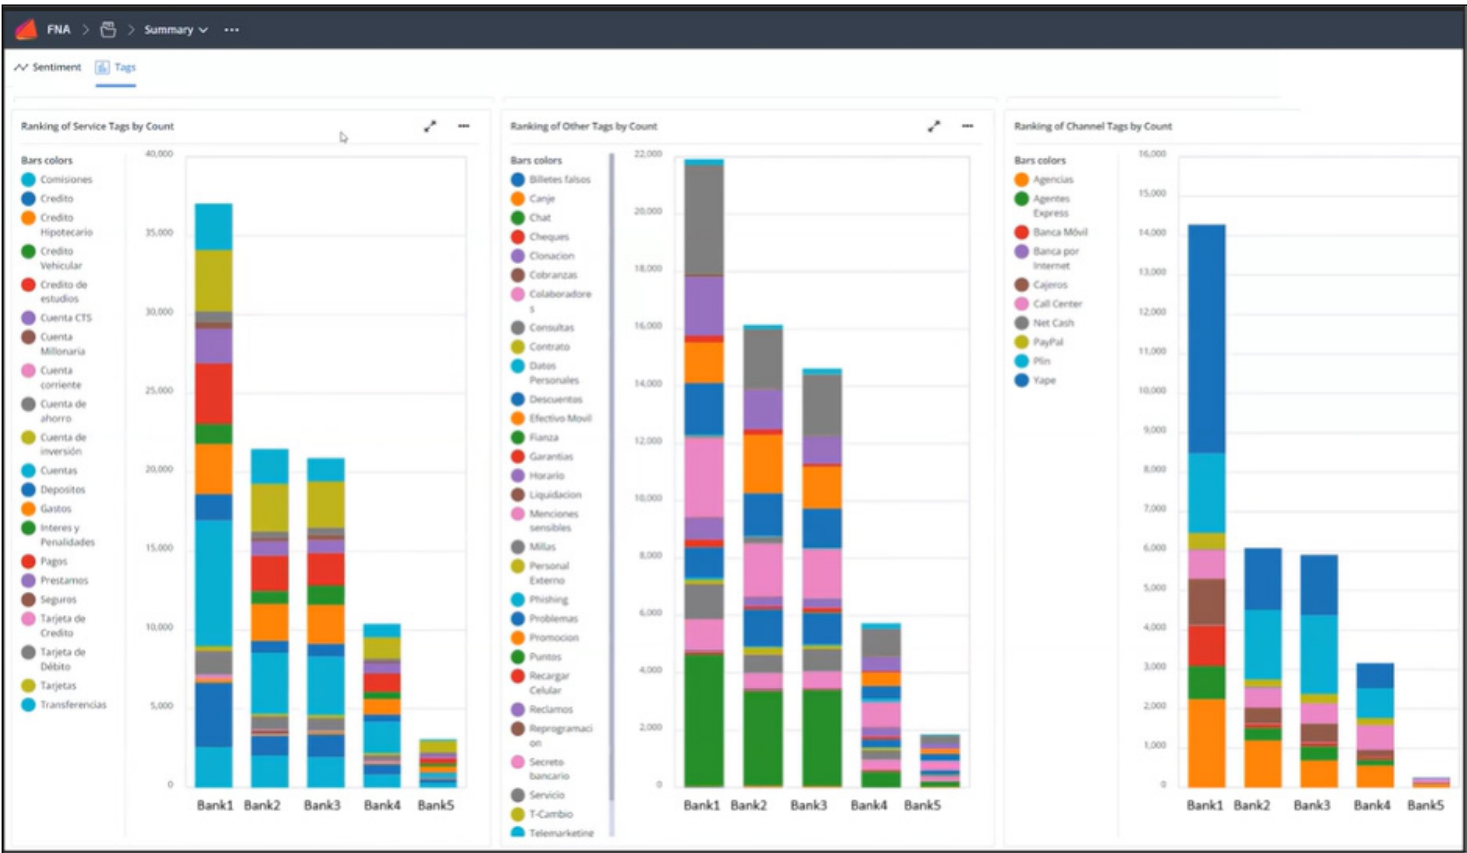 FNA > > Summary
Sentiment Tags
Ranking of Service Tags by Count
Bars colors
Comisiones
Credito
Credito
Hipotecario
Credito
Vehicular
Credito de
estudios
Cuenta CTS
Cuenta
Millonaria
Cuenta
corriente
Cuenta de
ahorro
Cuenta de
inversión
Cuentas
Depositos
Gastos
Interes y
Penalidades
Pagos
Prestamos
Seguros
Tarjeta de
Credito
Tarjeta de
Débito
Tarjetas
Transferencias
40,000
35,000
30,000
25,000
20,000
15,000
10,000
5,000
0
Bank1 Bank2 Bank3 Bank4 Bank5
Ranking of Other Tags by Count
Bars colors
Billetes falsos
Canje
Chat
Cheques
Clonacion
Cobranzas
Colaboradore
s
Consultas
Contrato
Datos
Personales
Descuentos
Efectivo Movil
Fianza
Garantias
Horario
Liquidacion
Menciones
sensibles
Millas
Personal
Externo
Phishing
Problemas
Promocion
Puntos
Recargar
Celular
Reclamos
Reprogramaci
on
Secreto
bancario
Servicio
T-Cambio
Telemarketing
22,000
20,000
18,000
16,000
14,000
12,000
10,000
8,000
6,000
4,000
2,000
0
Bank1 Bank2 Bank3 Bank4 Bank5
Ranking of Channel Tags by Count
Bars colors
Agencias
Agentes
Express
Banca Móvil
Banca por
Internet
Cajeros
Call Center
Net Cash
PayPal
Plin
Yape
16,000
15,000
14,000
13,000
12,000
11,000
10,000
9,000
8,000
7,000
6,000
5,000
4,000
3,000
2,000
1,000
0
Bank1 Bank2 Bank3 Bank4 Bank5